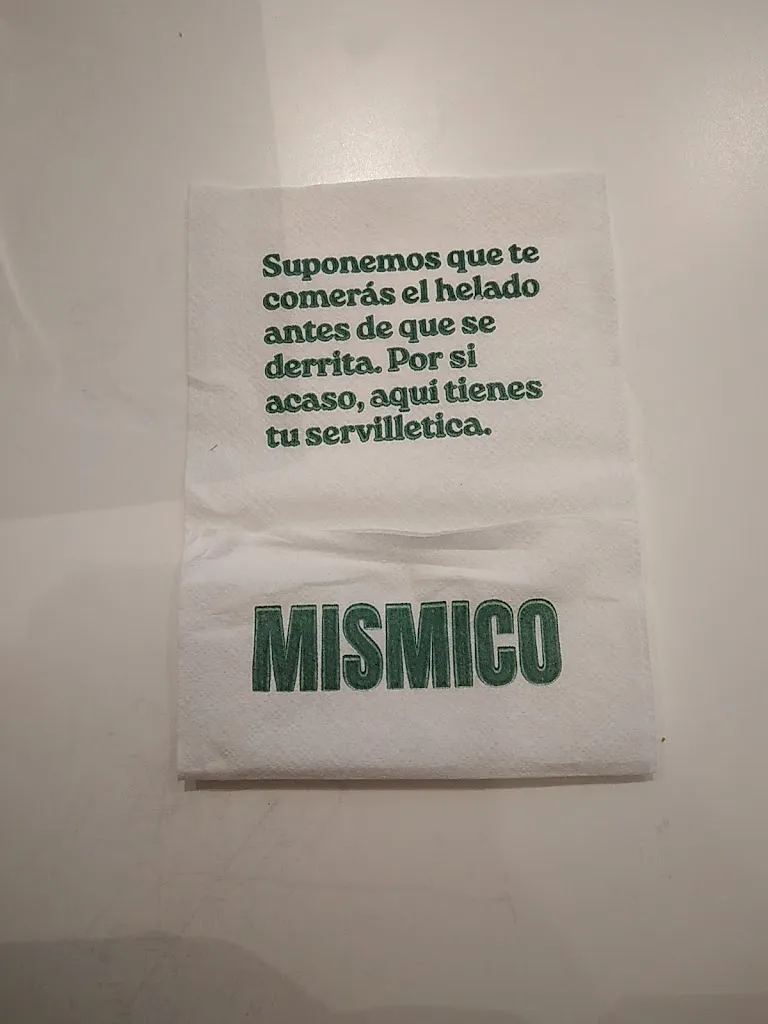 Suponemos que te
comerás el helado
antes de que se
derrita. Por si
acaso, aquí tienes
tu servilletica.
MISMICO